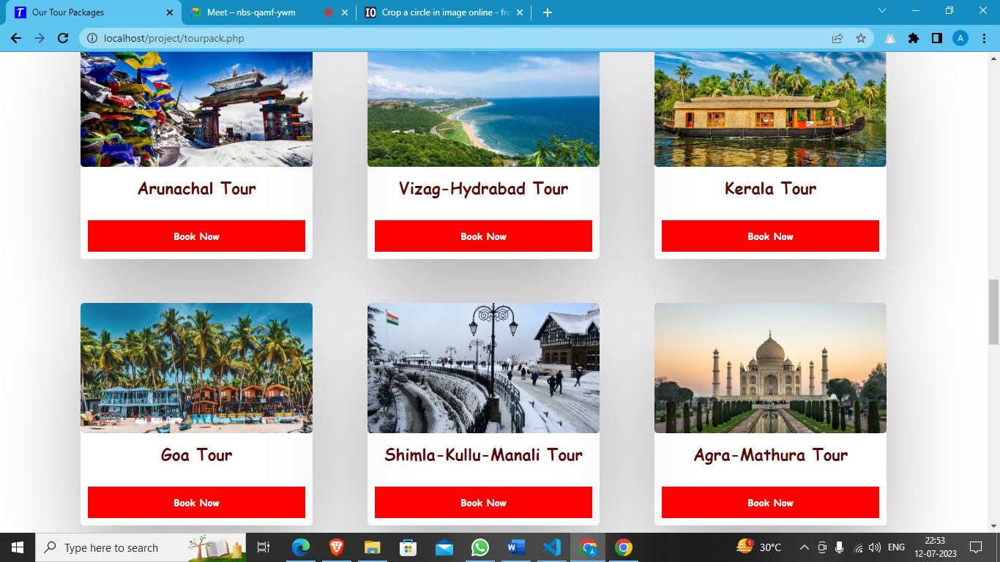 Our Tour Packages
Meet – nbs-qamf-ywm
Crop a circle in image online - fre
localhost/project/tourpack.php
A
Arunachal Tour
Vizag-Hydrabad Tour
Kerala Tour
Book Now
Book Now
Book Now
Goa Tour
Shimla-Kullu-Manali Tour
Agra-Mathura Tour
Book Now
Book Now
Book Now
Type here to search
1
30°C
ENG
22:53
12-07-2023